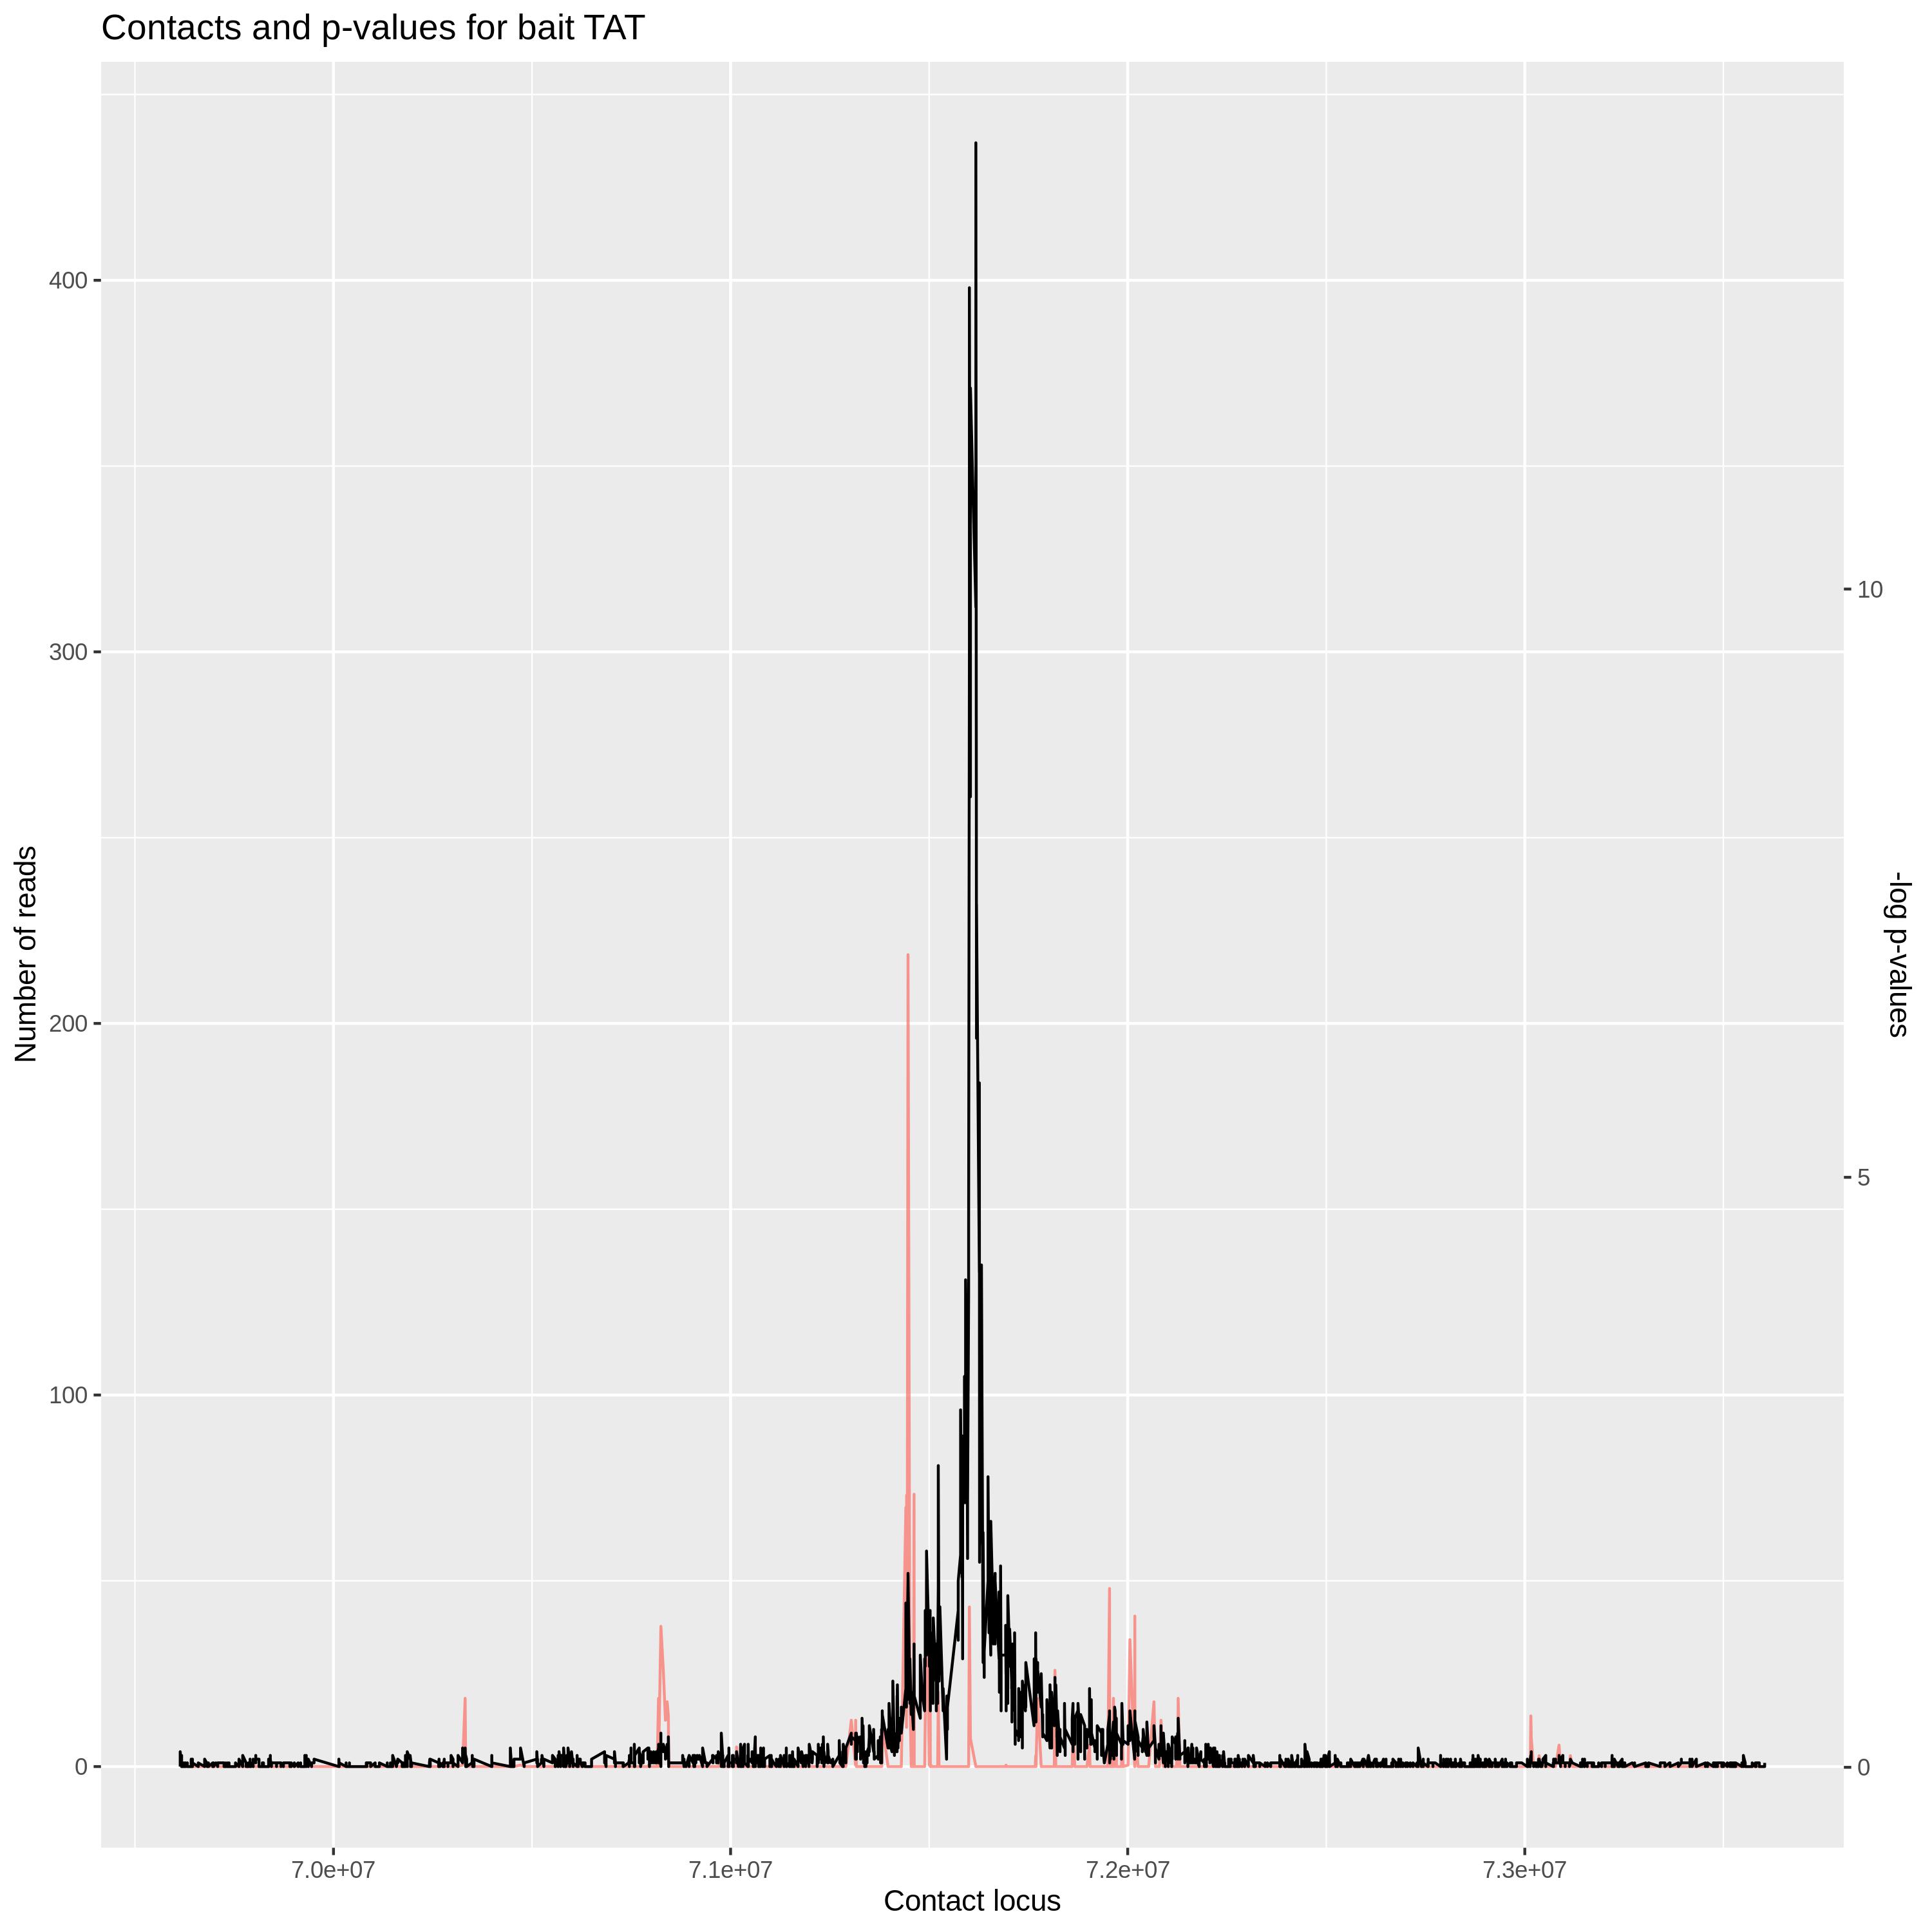 Contacts and p-values for bait TAT
400
300
200
100
0
Number of reads
10
5
0
-log p-values
7.0e+07
7.1e+07
7.2e+07
7.3e+07
Contact locus